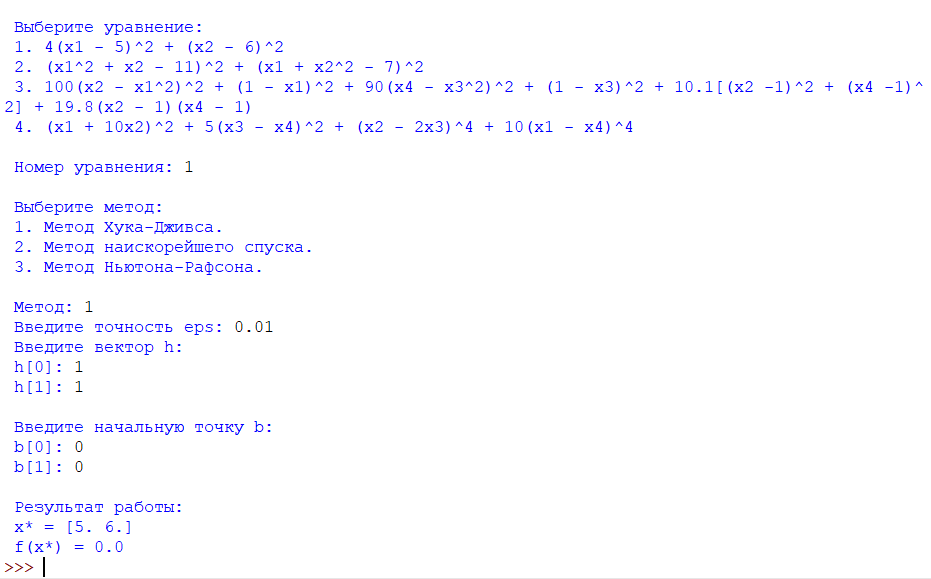 Выберите уравнение:
1. 4(x1 - 5)^2 + (x2 - 6)^2
2. (x1^2 + x2 - 11)^2 + (x1 + x2^2 - 7)^2
3. 100(x2 - x1^2)^2 + (1 - x1)^2 + 90(x4 - x3^2)^2 + (1 - x3)^2 + 10.1[(x2 -1)^2 + (x4 -1)^
2] + 19.8(x2 - 1)(x4 - 1)
4. (x1 + 10x2)^2 + 5(x3 - x4)^2 + (x2 - 2x3)^4 + 10(x1 - x4)^4
Номер уравнения: 1
Выберите метод:
1. Метод Хука-Дживса.
2. Метод наискорейшего спуска.
3. Метод Ньютона-Рафсона.
Метод: 1
Введите точность eps: 0.01
Введите вектор h:
h[0]: 1
h[1]: 1
Введите начальную точку b:
b[0]: 0
b[1]: 0
Результат работы:
x* = [5. 6.]
f(x*) = 0.0
>>>